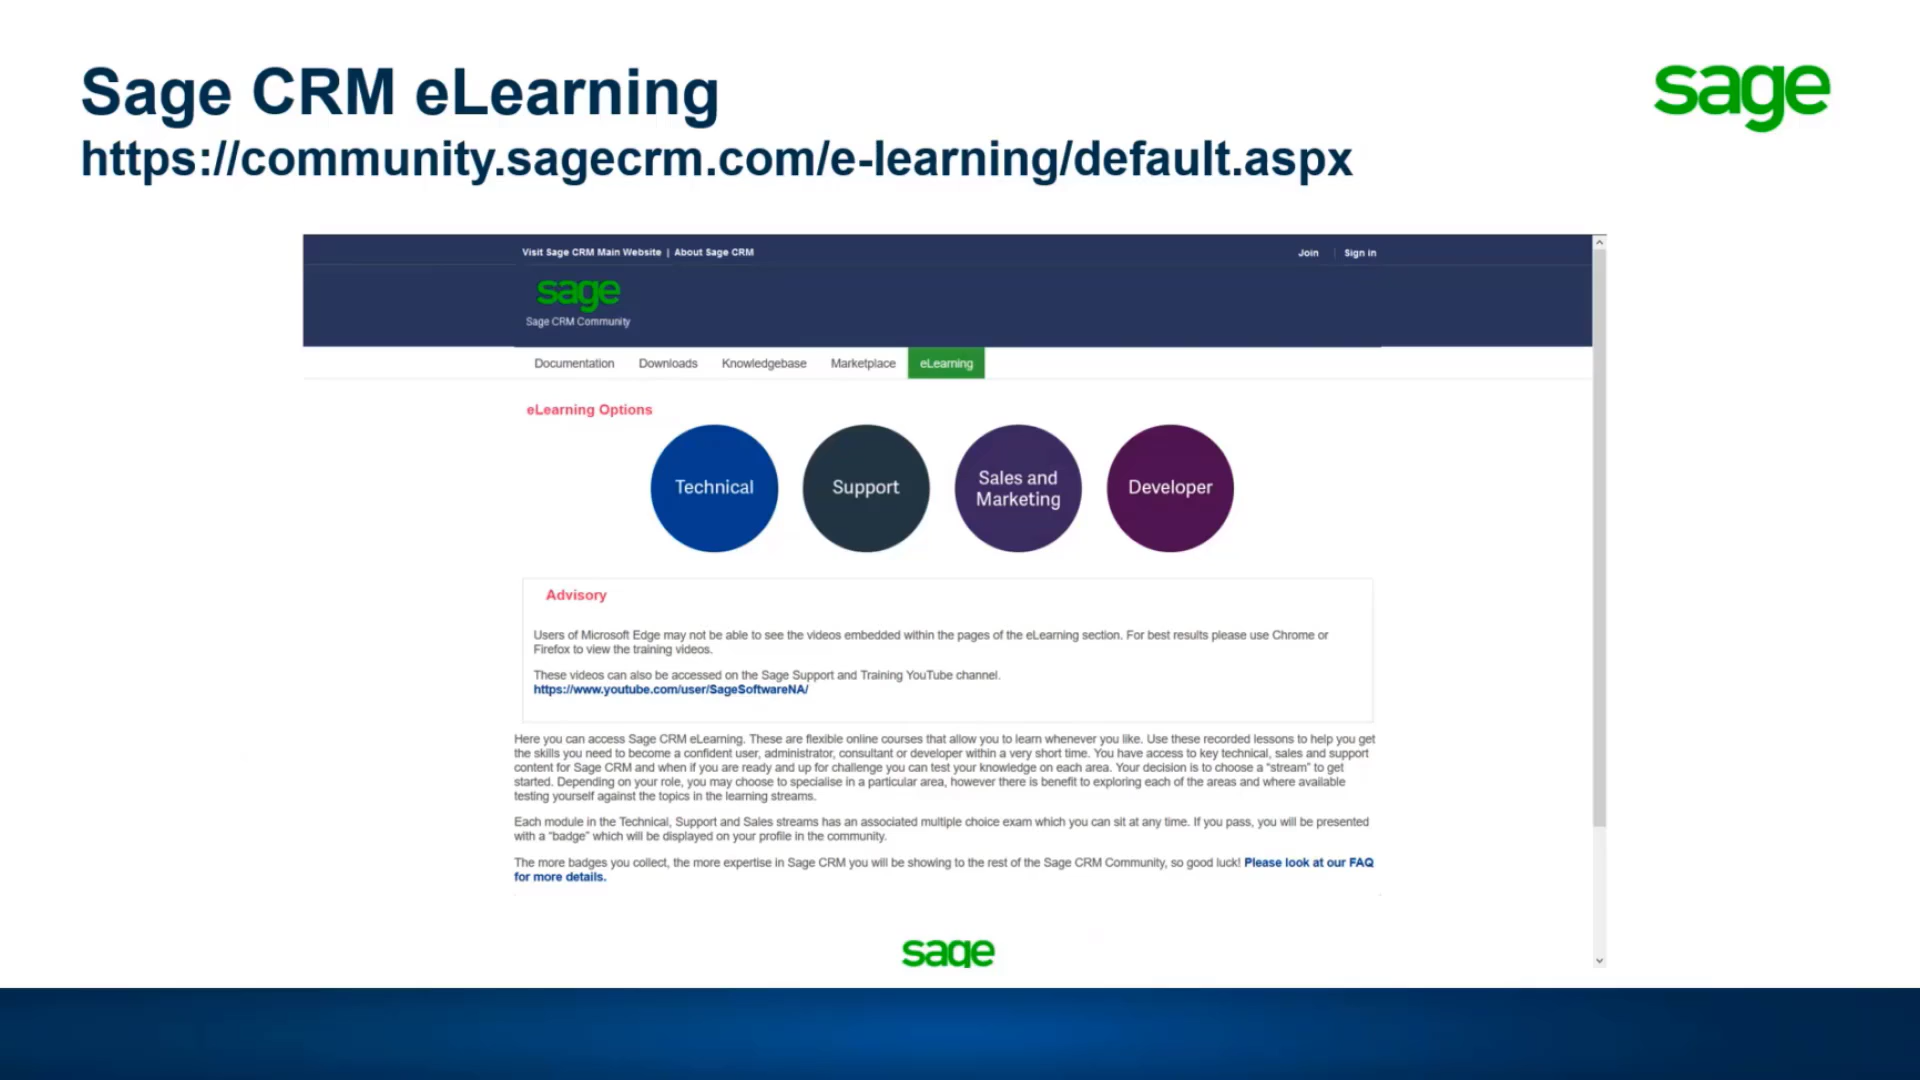 Sage CRM eLearning
sage
https://community.sagecrm.com/e-learning/default.aspx
Visit Sage CRM Main Website | About Sage CRM
Join | Sign in
sage
Sage CRM Community
Documentation Downloads Knowledgebase Marketplace eLearning
eLearning Options
Technical
Support
Sales and
Marketing
Developer
Advisory
Users of Microsoft Edge may not be able to see the videos embedded within the pages of the eLearning section. For best results please use Chrome or
Firefox to view the training videos.
These videos can also be accessed on the Sage Support and Training YouTube channel.
https://www.youtube.com/user/SageSoftwareNA/
Here you can access Sage CRM eLearning. These are flexible online courses that allow you to learn whenever you like. Use these recorded lessons to help you get
the skills you need to become a confident user, administrator, consultant or developer within a very short time. You have access to key technical, sales and support
content for Sage CRM and when if you are ready and up for challenge you can test your knowledge on each area. Your decision is to choose a “stream” to get
started. Depending on your role, you may choose to specialise in a particular area, however there is benefit to exploring each of the areas and where available
testing yourself against the topics in the learning streams.
Each module in the Technical, Support and Sales streams has an associated multiple choice exam which you can sit at any time. If you pass, you will be presented
with a “badge” which will be displayed on your profile in the community.
The more badges you collect, the more expertise in Sage CRM you will be showing to the rest of the Sage CRM Community, so good luck! Please look at our FAQ
for more details.
sage